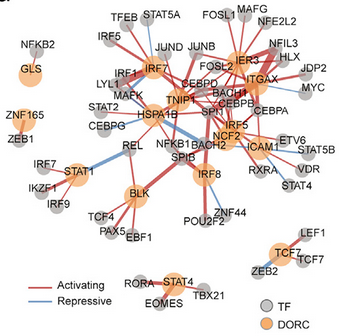 TFEB
STAT5A
FOSL1
MAFG
NFE2L2
IRF5
NFKB2
JUND
JUNB
NFIL3
HLX
FOSL2
IER3
GLS
IRF1
IRF7
JDP2
LYL1
CEBPD
ITGAX
MYC
MAFK
TNIP1
BACH1
CEBPB
STAT2
HSPA1B
SPI1
CEBPA
ZNF165
CEBPG
IRF5
NCF2
ZEB1
REL
NFKB1
BACH2
ICAM1
ETV6
STAT5B
SPIB
IRF7
STAT1
IRF8
RXRA
VDR
IKZF1
STAT4
IRF9
BLK
TCF4
POU2F2
ZNF44
PAX5
EBF1
LEF1
TCF7
TCF7
ZEB2
Activating
RORA
STAT4
TBX21
Repressive
EOMES
TF
DORC